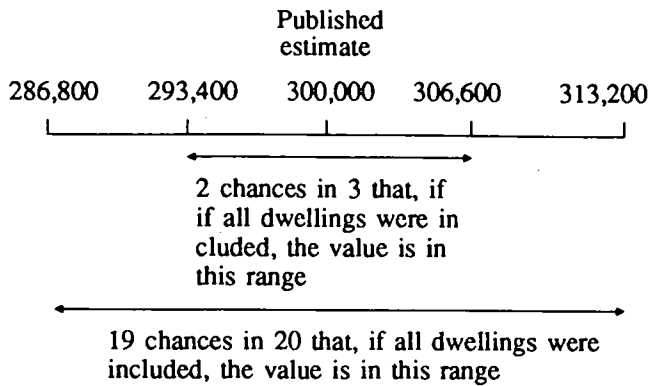 Published
estimate
286,800 293,400 300,000 306,600 313,200
2 chances in 3 that, if
if all dwellings were in
cluded, the value is in
this range
19 chances in 20 that, if all dwellings were
included, the value is in this range